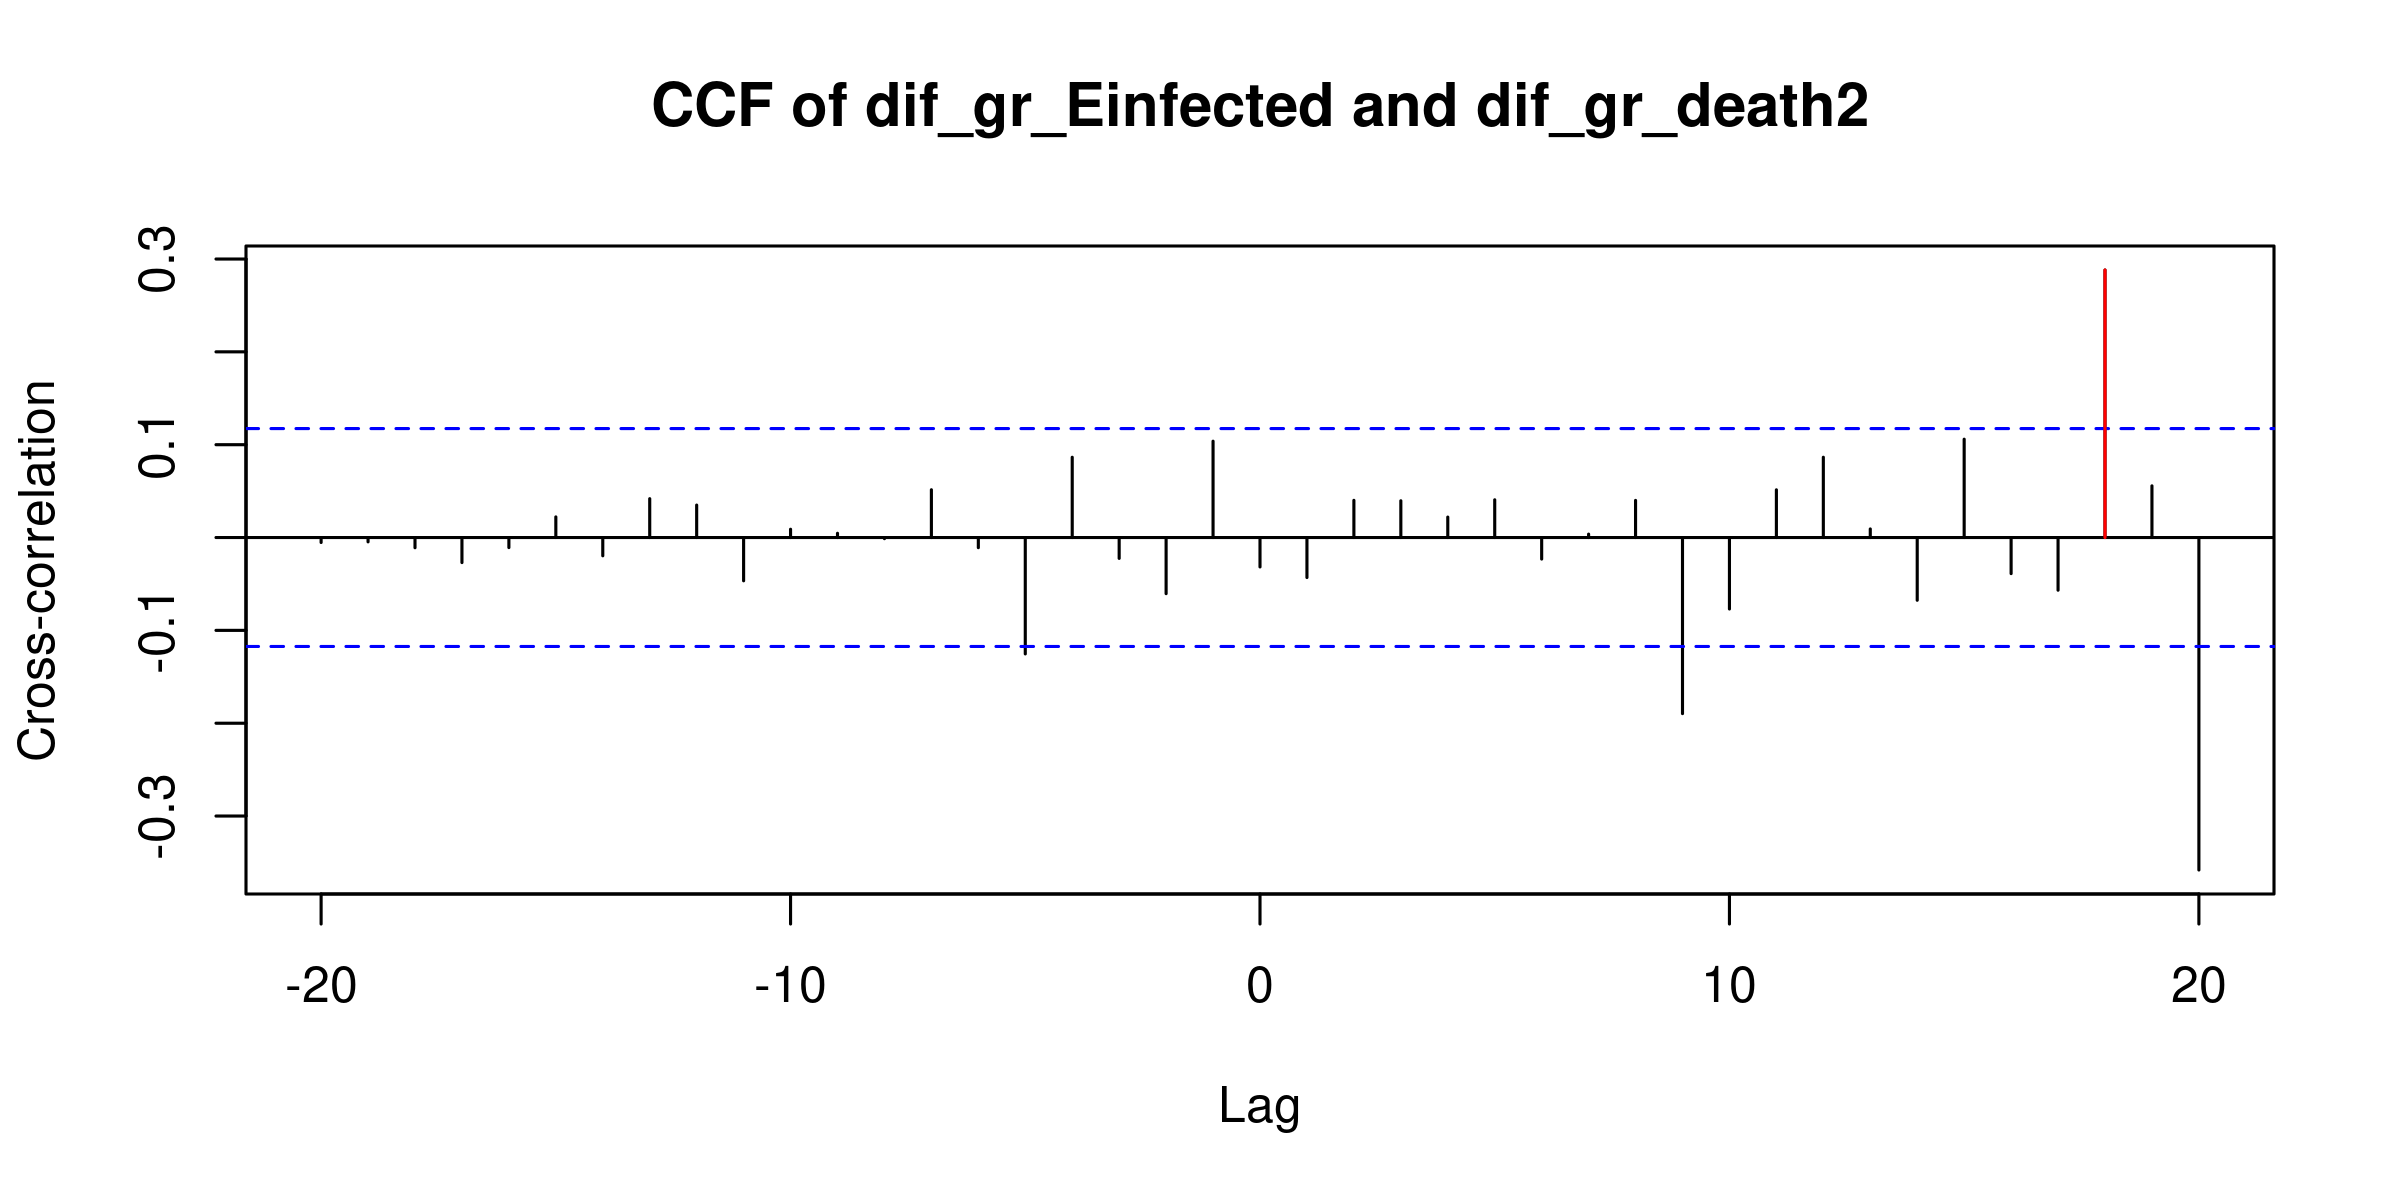 CCF of dif_gr_Einfected and dif_gr_death2
Cross-correlation
0.3
0.1
-0.1
-0.3
-20 -10 0 10 20
Lag